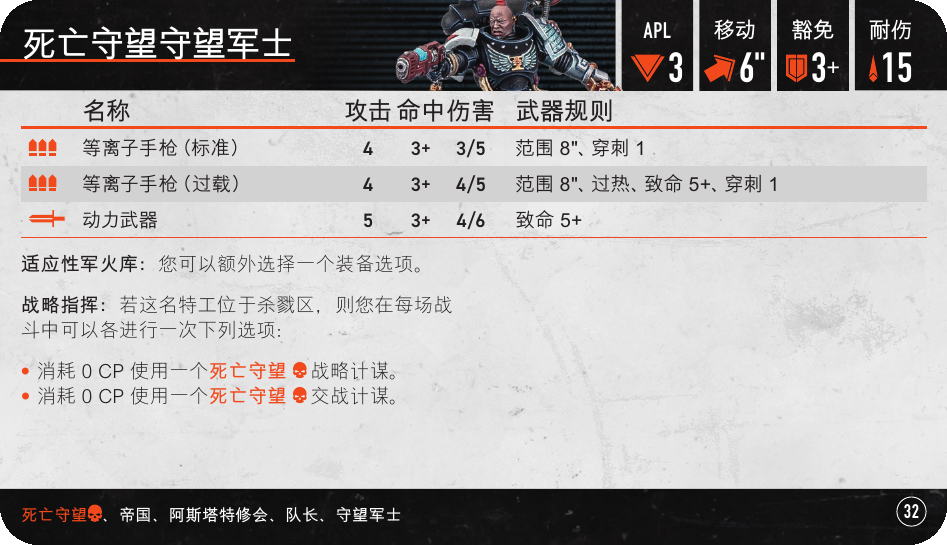 死亡守望守望军士
APL 移动 豁免 耐伤
3 6" 3+ 15
名称 攻击 命中 伤害 武器规则
等离子手枪（标准） 4 3+ 3/5 范围 8"、穿刺 1
等离子手枪（过载） 4 3+ 4/5 范围 8"、过热、致命 5+、穿刺 1
动力武器 5 3+ 4/6 致命 5+
适应性军火库：您可以额外选择一个装备选项。
战略指挥：若这名特工位于杀戮区，则您在每场战
斗中可以各进行一次下列选项：
• 消耗 0 CP 使用一个死亡守望 战略计谋。
• 消耗 0 CP 使用一个死亡守望 交战计谋。
死亡守望 、帝国、阿斯塔特修会、队长、守望军士
32